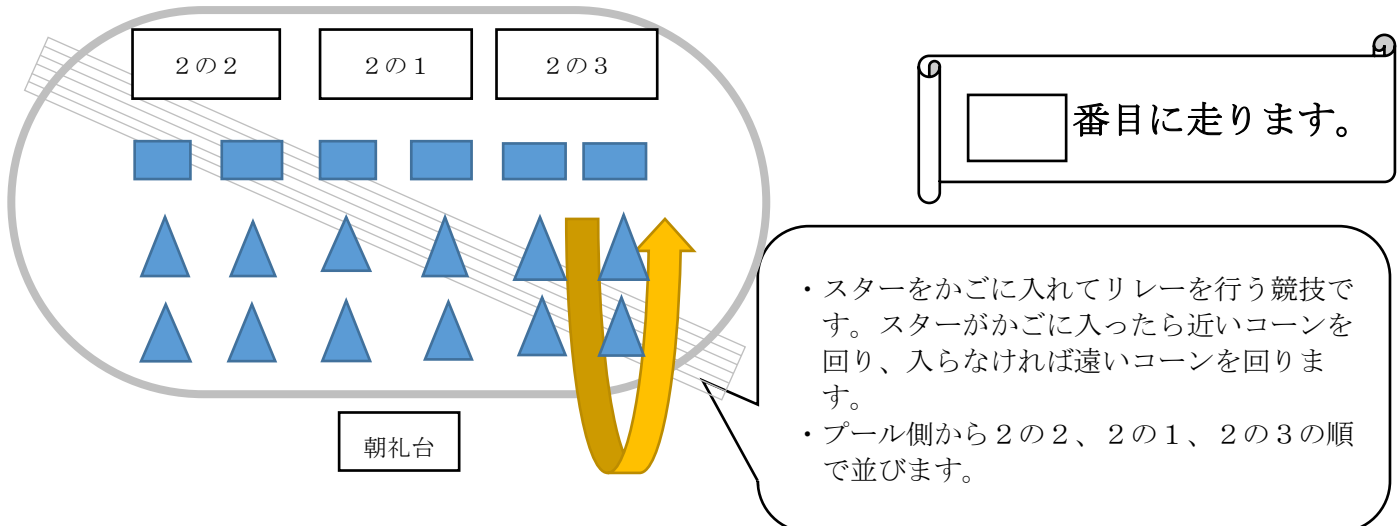 ２の２
２の１
２の３
番目に走ります。
・スターをかごに入れてリレーを行う競技で
す。スターがかごに入ったら近いコーンを
回り、入らなければ遠いコーンを回りま
す。
・プール側から２の２、２の１、２の３の順
で並びます。
朝礼台